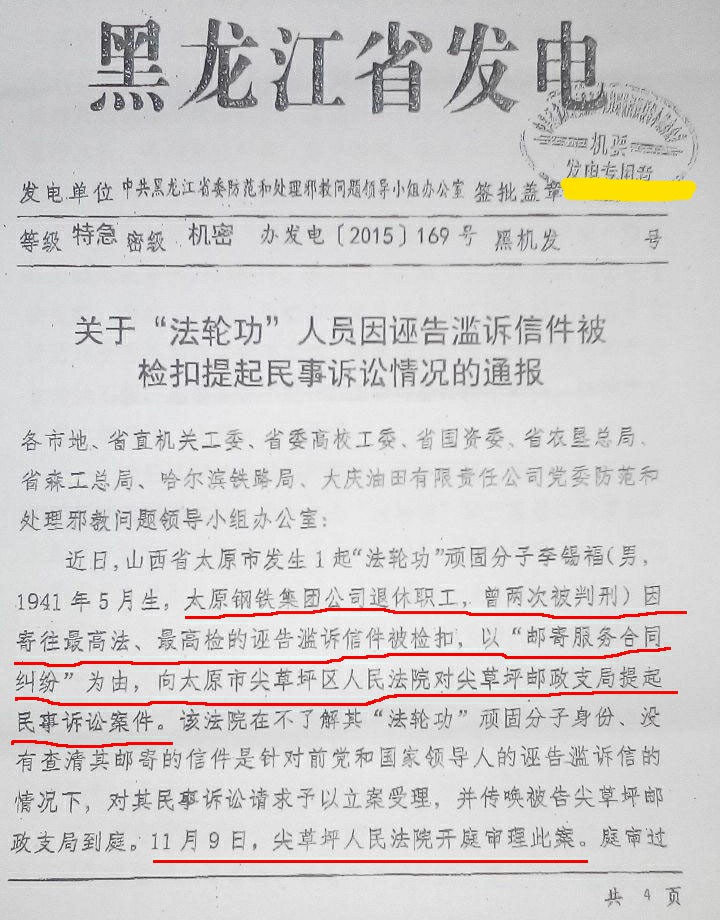 黑龙江省发电
机要
发电专用章
发电单位 中共黑龙江省委防范和处理邪教问题领导小组办公室 签批盖章
等级 特急 密级 机密 办发电〔2015〕169号 黑机发 号
关于“法轮功”人员因诬告滥诉信件被
检扣提起民事诉讼情况的通报
各市地、省直机关工委、省委高校工委、省国资委、省农垦总局、
省森工总局、哈尔滨铁路局、大庆油田有限责任公司党委防范和
处理邪教问题领导小组办公室:
近日,山西省太原市发生1起“法轮功”顽固分子李锡福(男,
1941年5月生,太原钢铁集团公司退休职工,曾两次被判刑)因
寄往最高法、最高检的诬告滥诉信件被检扣,以“邮寄服务合同
纠纷”为由,向太原市尖草坪区人民法院对尖草坪邮政支局提起
民事诉讼案件。该法院在不了解其“法轮功”顽固分子身份、没
有查清其邮寄的信件是针对前党和国家领导人的诬告滥诉信的
情况下,对其民事诉讼请求予以立案受理,并传唤被告尖草坪邮
政支局到庭。11月9日,尖草坪人民法院开庭审理此案。庭审过
共 4 页